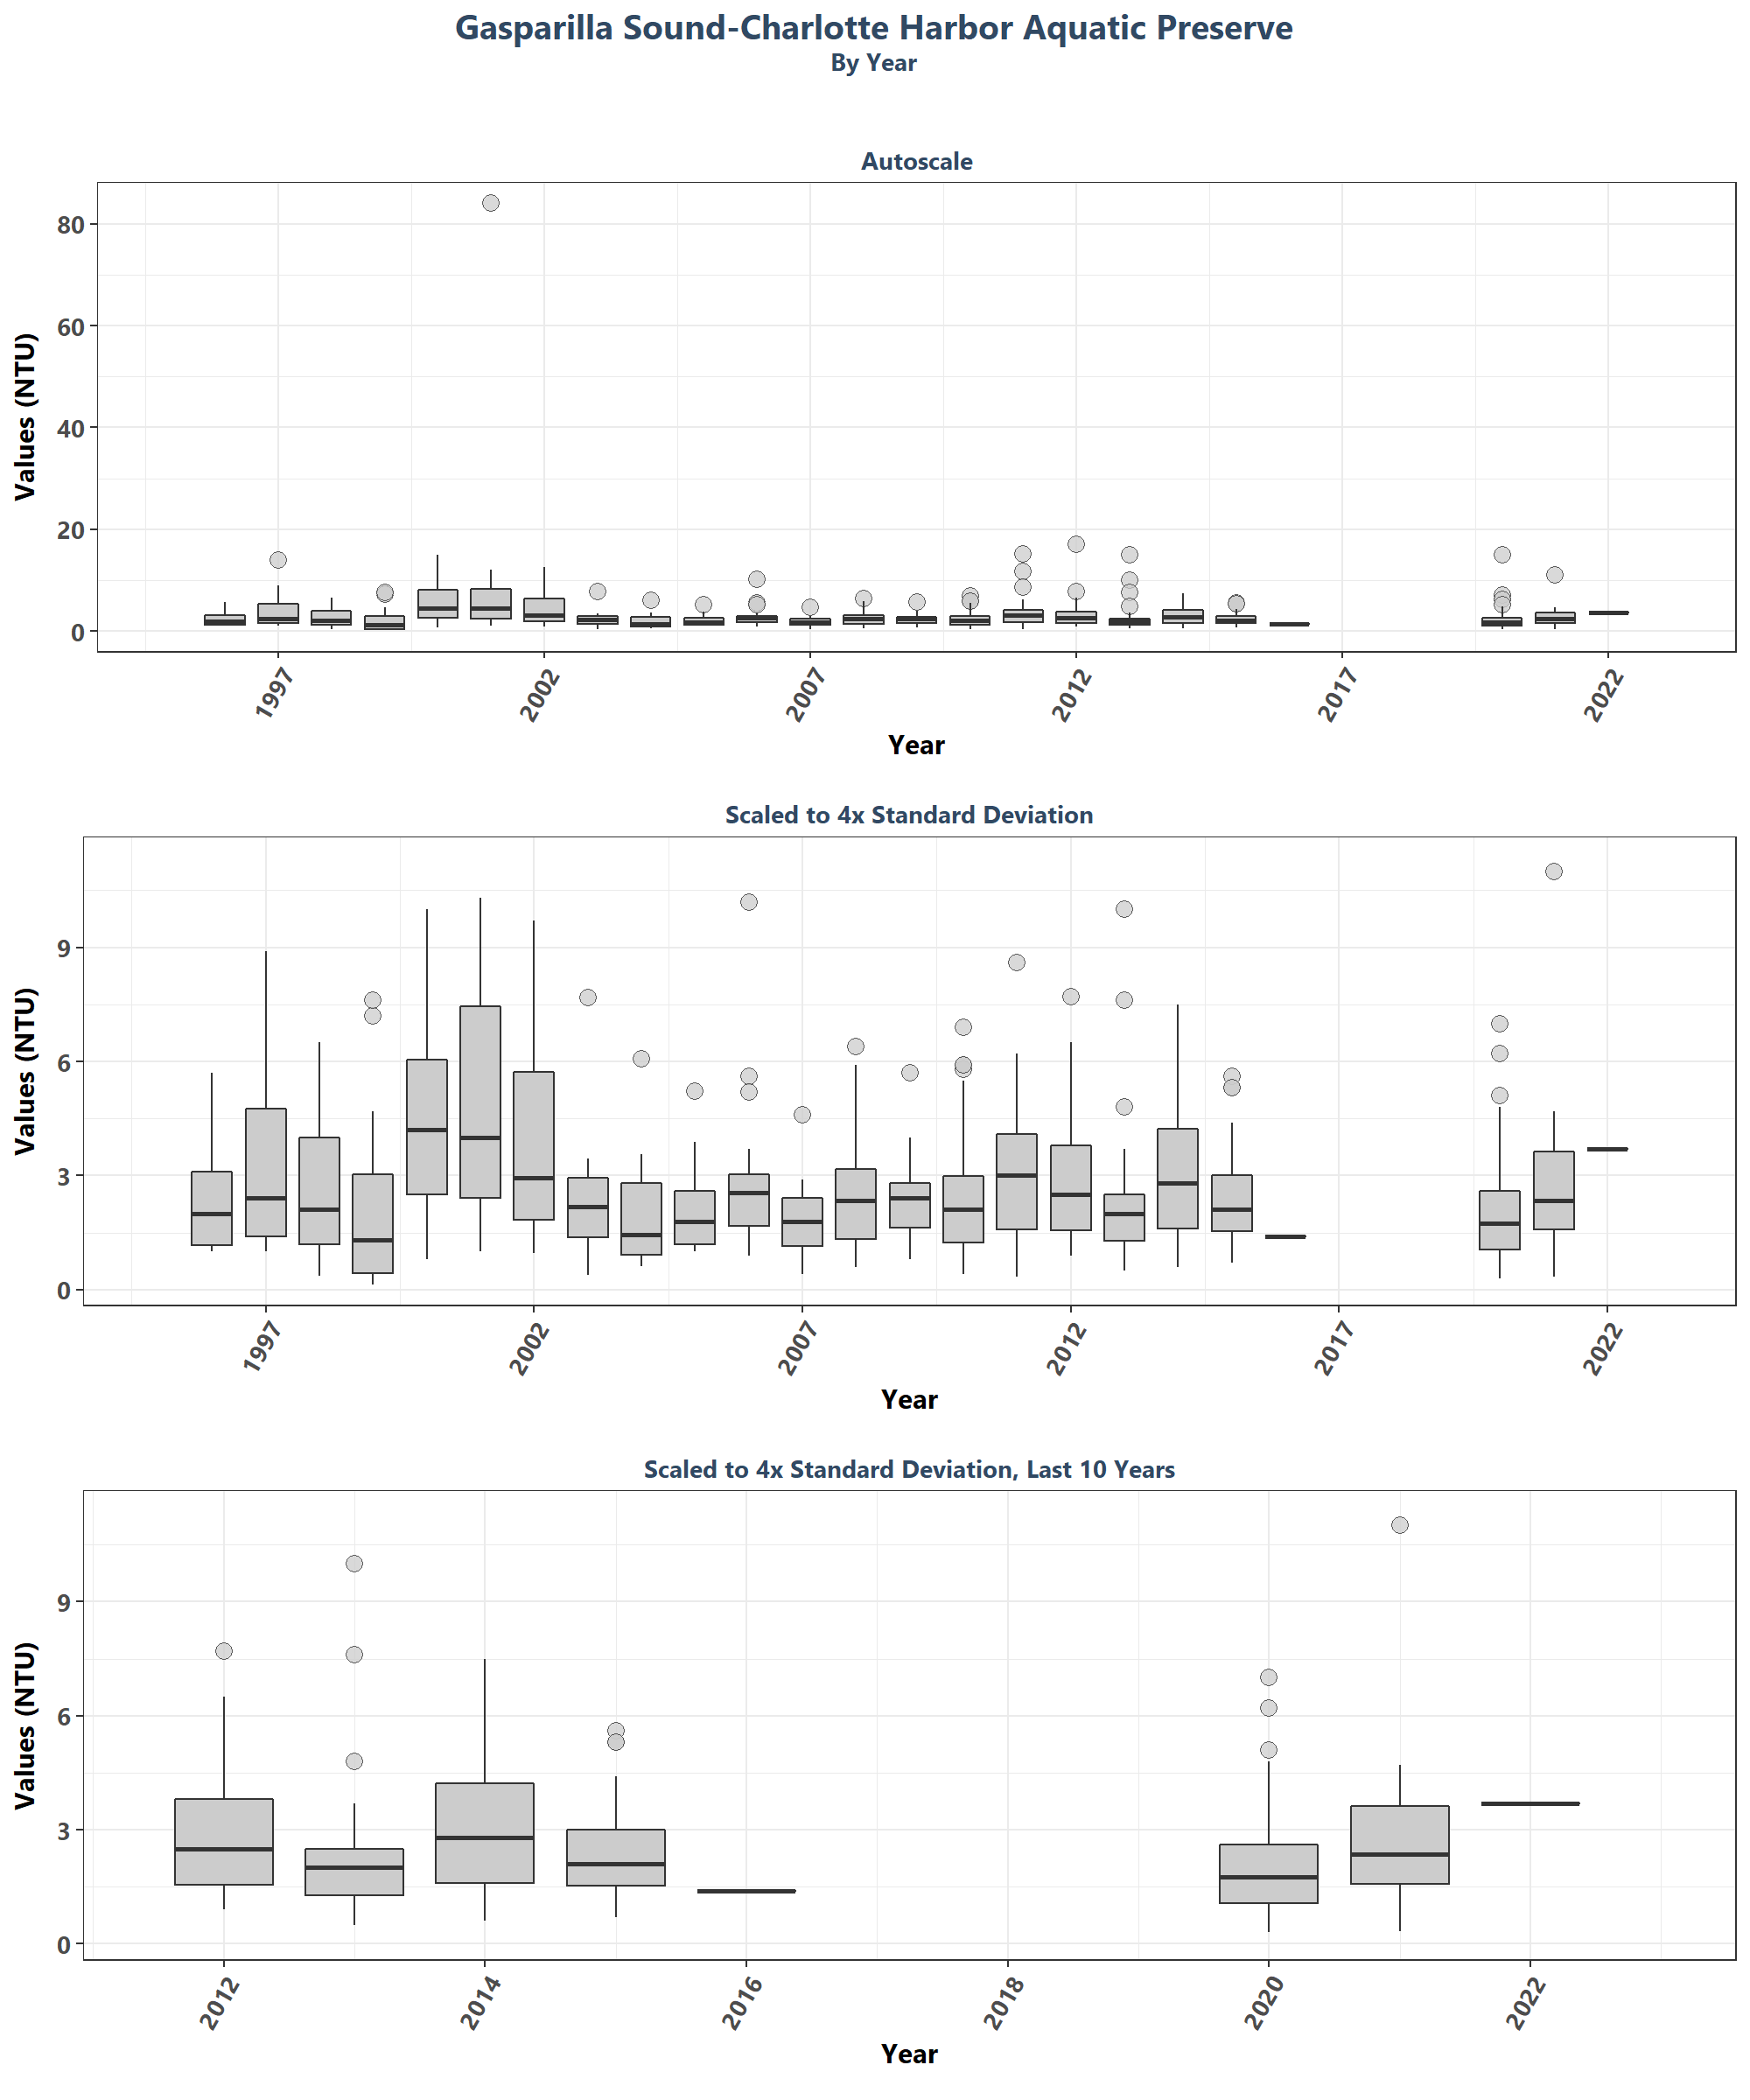 Gasparilla Sound-Charlotte Harbor Aquatic Preserve
By Year
Autoscale
Values (NTU)
80
60
40
20
0
1997
2002
2007
2012
2017
2022
Year
Scaled to 4x Standard Deviation
Values (NTU)
9
6
3
0
1997
2002
2007
2012
2017
2022
Year
Scaled to 4x Standard Deviation, Last 10 Years
Values (NTU)
9
6
3
0
2012
2014
2016
2018
2020
2022
Year